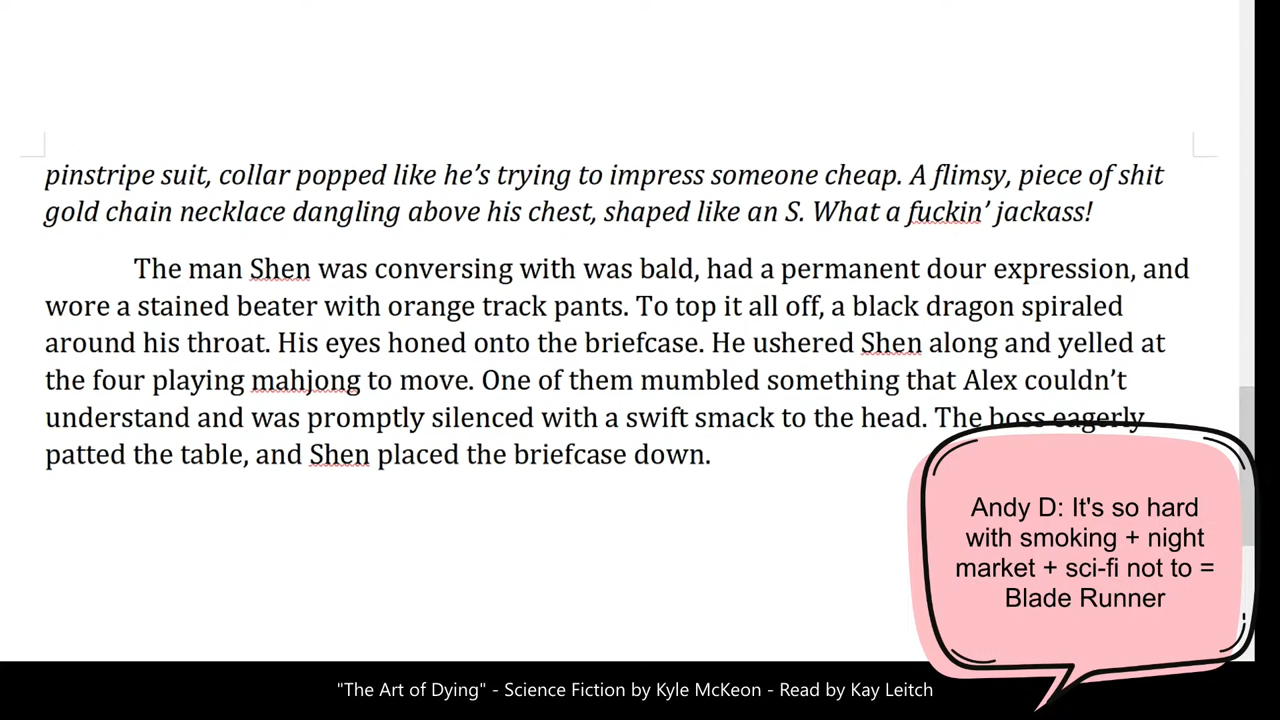 pinstripe suit, collar popped like he’s trying to impress someone cheap. A flimsy, piece of shit
gold chain necklace dangling above his chest, shaped like an S. What a fuckin’ jackass!
The man Shen was conversing with was bald, had a permanent dour expression, and
wore a stained beater with orange track pants. To top it all off, a black dragon spiraled
around his throat. His eyes honed onto the briefcase. He ushered Shen along and yelled at
the four playing mahjong to move. One of them mumbled something that Alex couldn’t
understand and was promptly silenced with a swift smack to the head. The boss eagerly
patted the table, and Shen placed the briefcase down.
Andy D: It's so hard
with smoking + night
market + sci-fi not to =
Blade Runner
"The Art of Dying" - Science Fiction by Kyle McKeon - Read by Kay Leitch